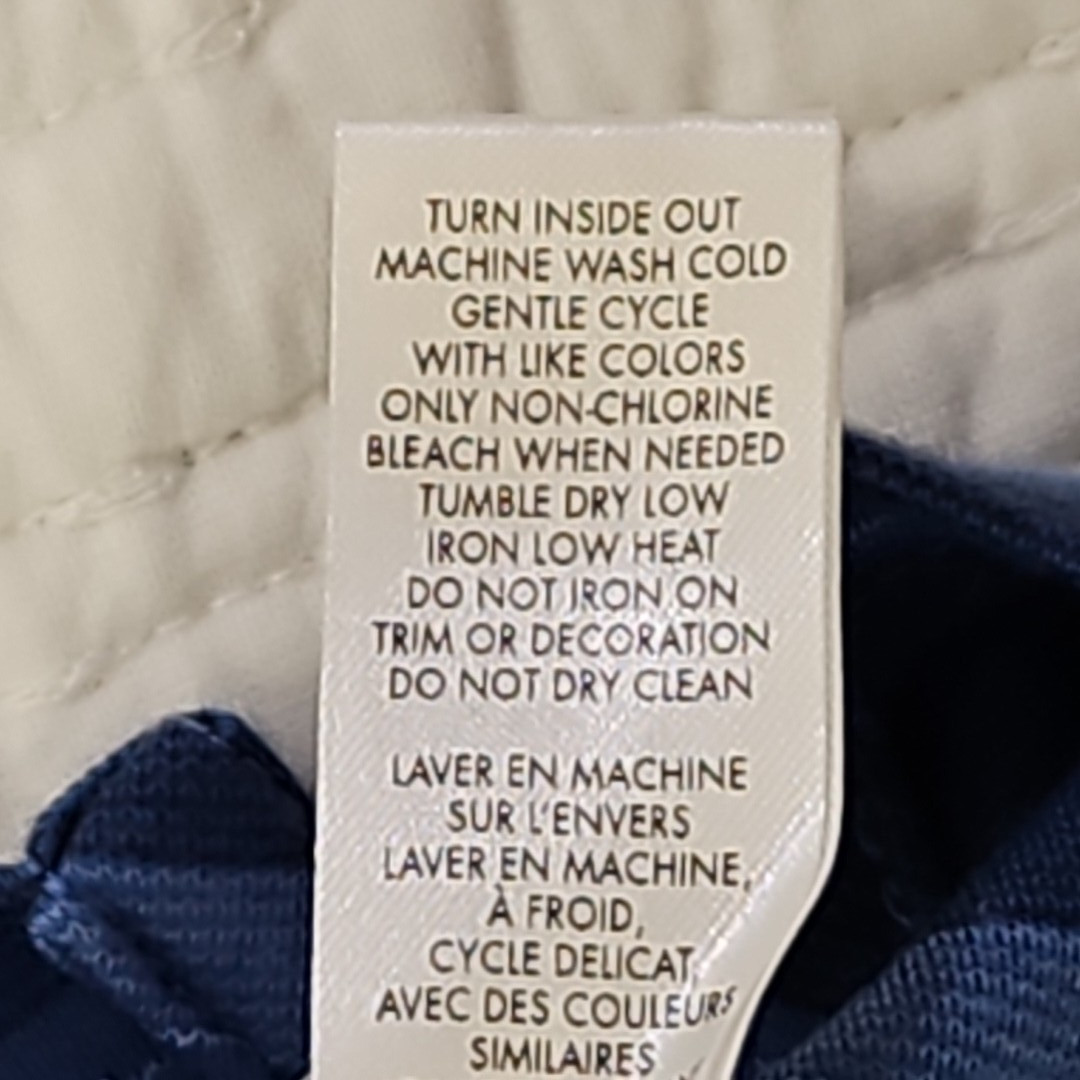 TURN INSIDE OUT
MACHINE WASH COLD
GENTLE CYCLE
WITH LIKE COLORS
ONLY NON-CHLORINE
BLEACH WHEN NEEDED
TUMBLE DRY LOW
IRON LOW HEAT
DO NOT IRON ON
TRIM OR DECORATION
DO NOT DRY CLEAN
LAVER EN MACHINE
SUR L'ENVERS
LAVER EN MACHINE,
À FROID,
CYCLE DELICAT
AVEC DES COULEURS
SIMILAIRES